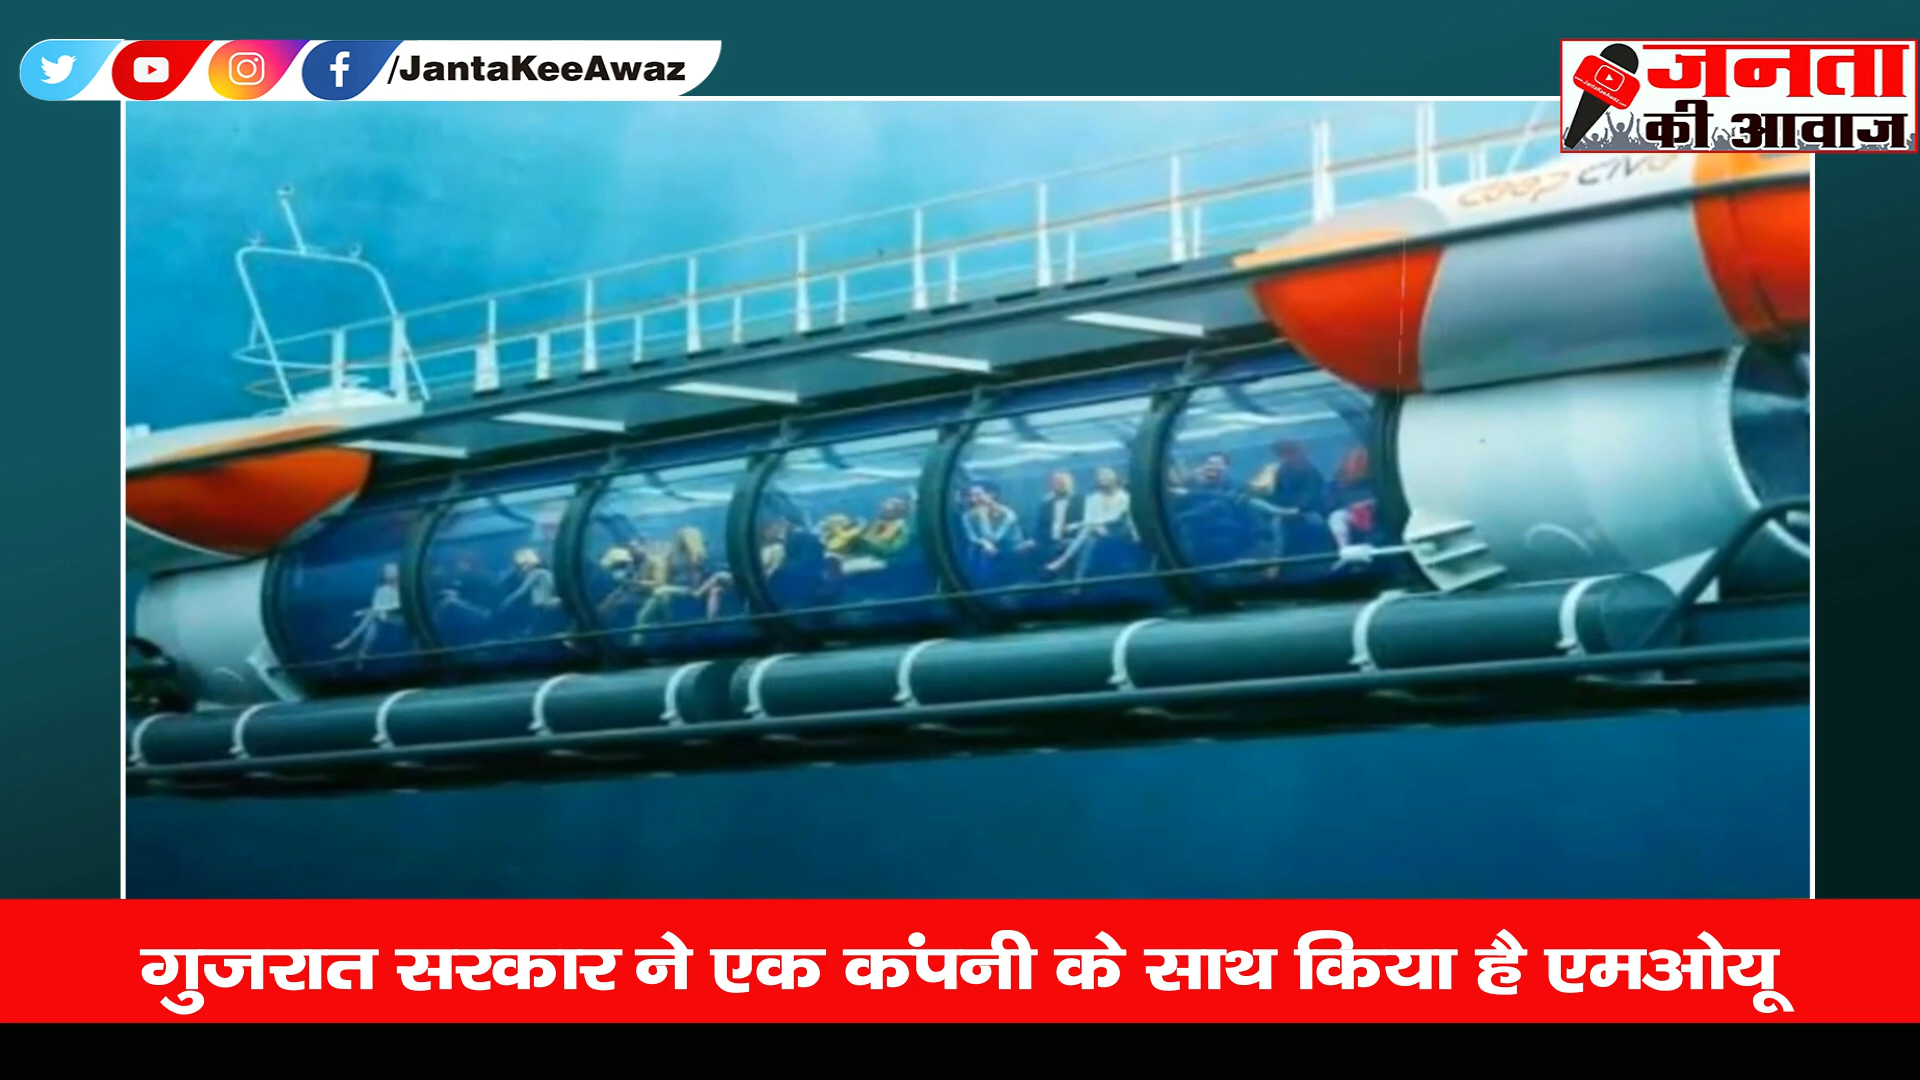 /JantaKeeAwaz
जनता
की आवाज
गुजरात सरकार ने एक कंपनी के साथ किया है एमओयू